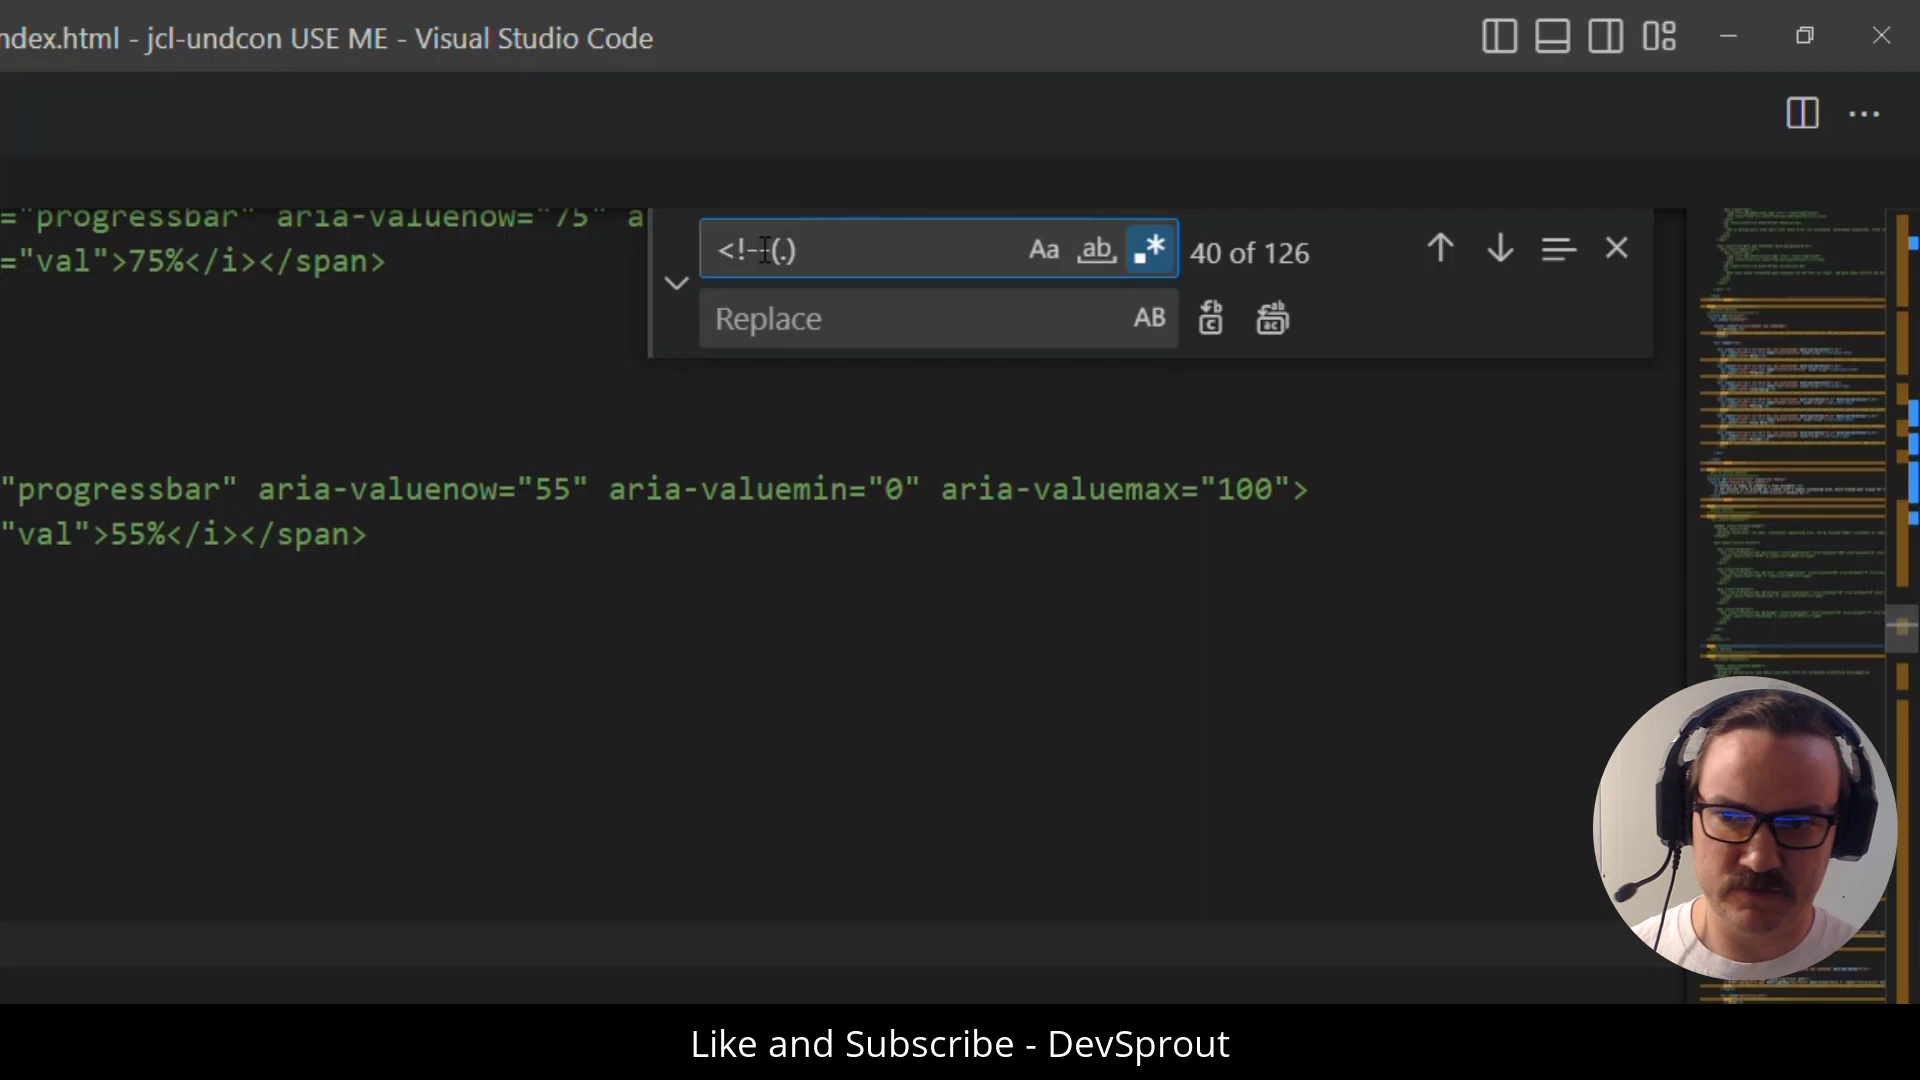 ndex.html - jcl-undcon USE ME - Visual Studio Code
="progressbar" aria-valuenow="75" a
="val">75%</i></span>
<!--(.)
Aa
ab
.*
40 of 126
Replace
AB
"progressbar" aria-valuenow="55" aria-valuemin="0" aria-valuemax="100">
"val">55%</i></span>
Like and Subscribe - DevSprout